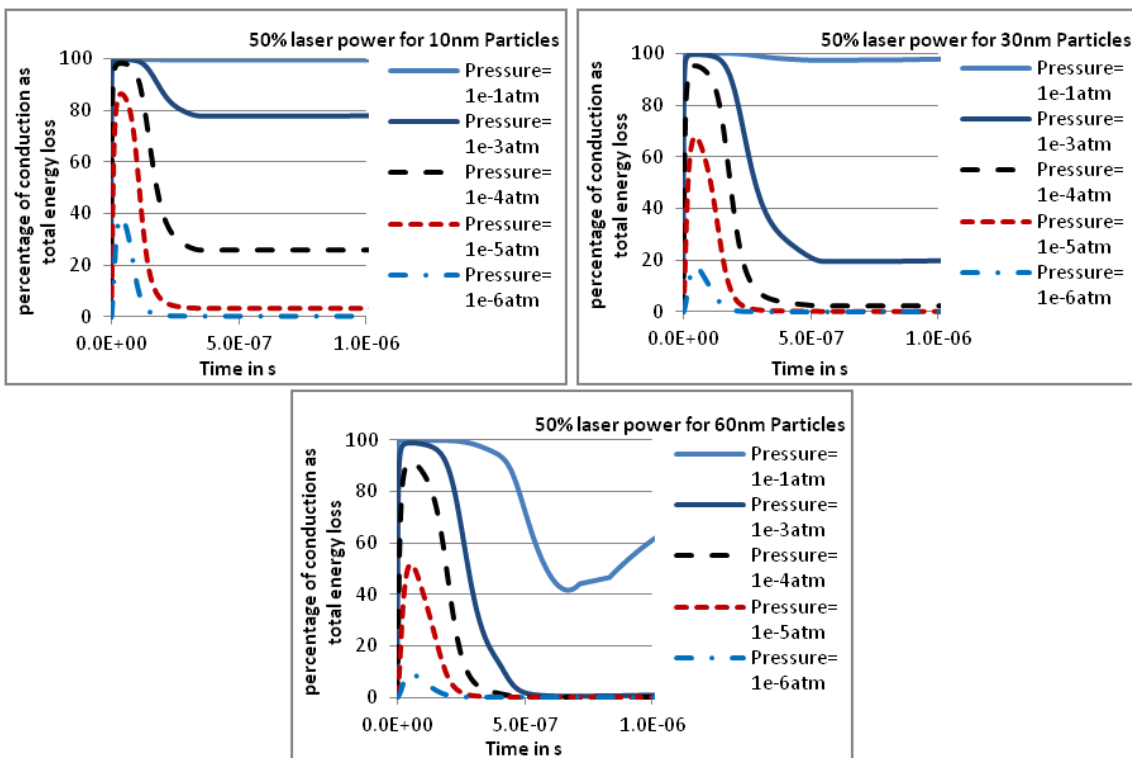 50% laser power for 10nm Particles
percentage of conduction as
total energy loss
100
80
60
40
20
0
0.0E+00
5.0E-07
1.0E-06
Time in s
Pressure=
1e-1atm
Pressure=
1e-3atm
Pressure=
1e-4atm
Pressure=
1e-5atm
Pressure=
1e-6atm
50% laser power for 30nm Particles
percentage of conduction as
total energy loss
100
80
60
40
20
0
0.0E+00
5.0E-07
1.0E-06
Time in s
Pressure=
1e-1atm
Pressure=
1e-3atm
Pressure=
1e-4atm
Pressure=
1e-5atm
Pressure=
1e-6atm
50% laser power for 60nm Particles
percentage of conduction as
total energy loss
100
80
60
40
20
0
0.0E+00
5.0E-07
1.0E-06
Time in s
Pressure=
1e-1atm
Pressure=
1e-3atm
Pressure=
1e-4atm
Pressure=
1e-5atm
Pressure=
1e-6atm